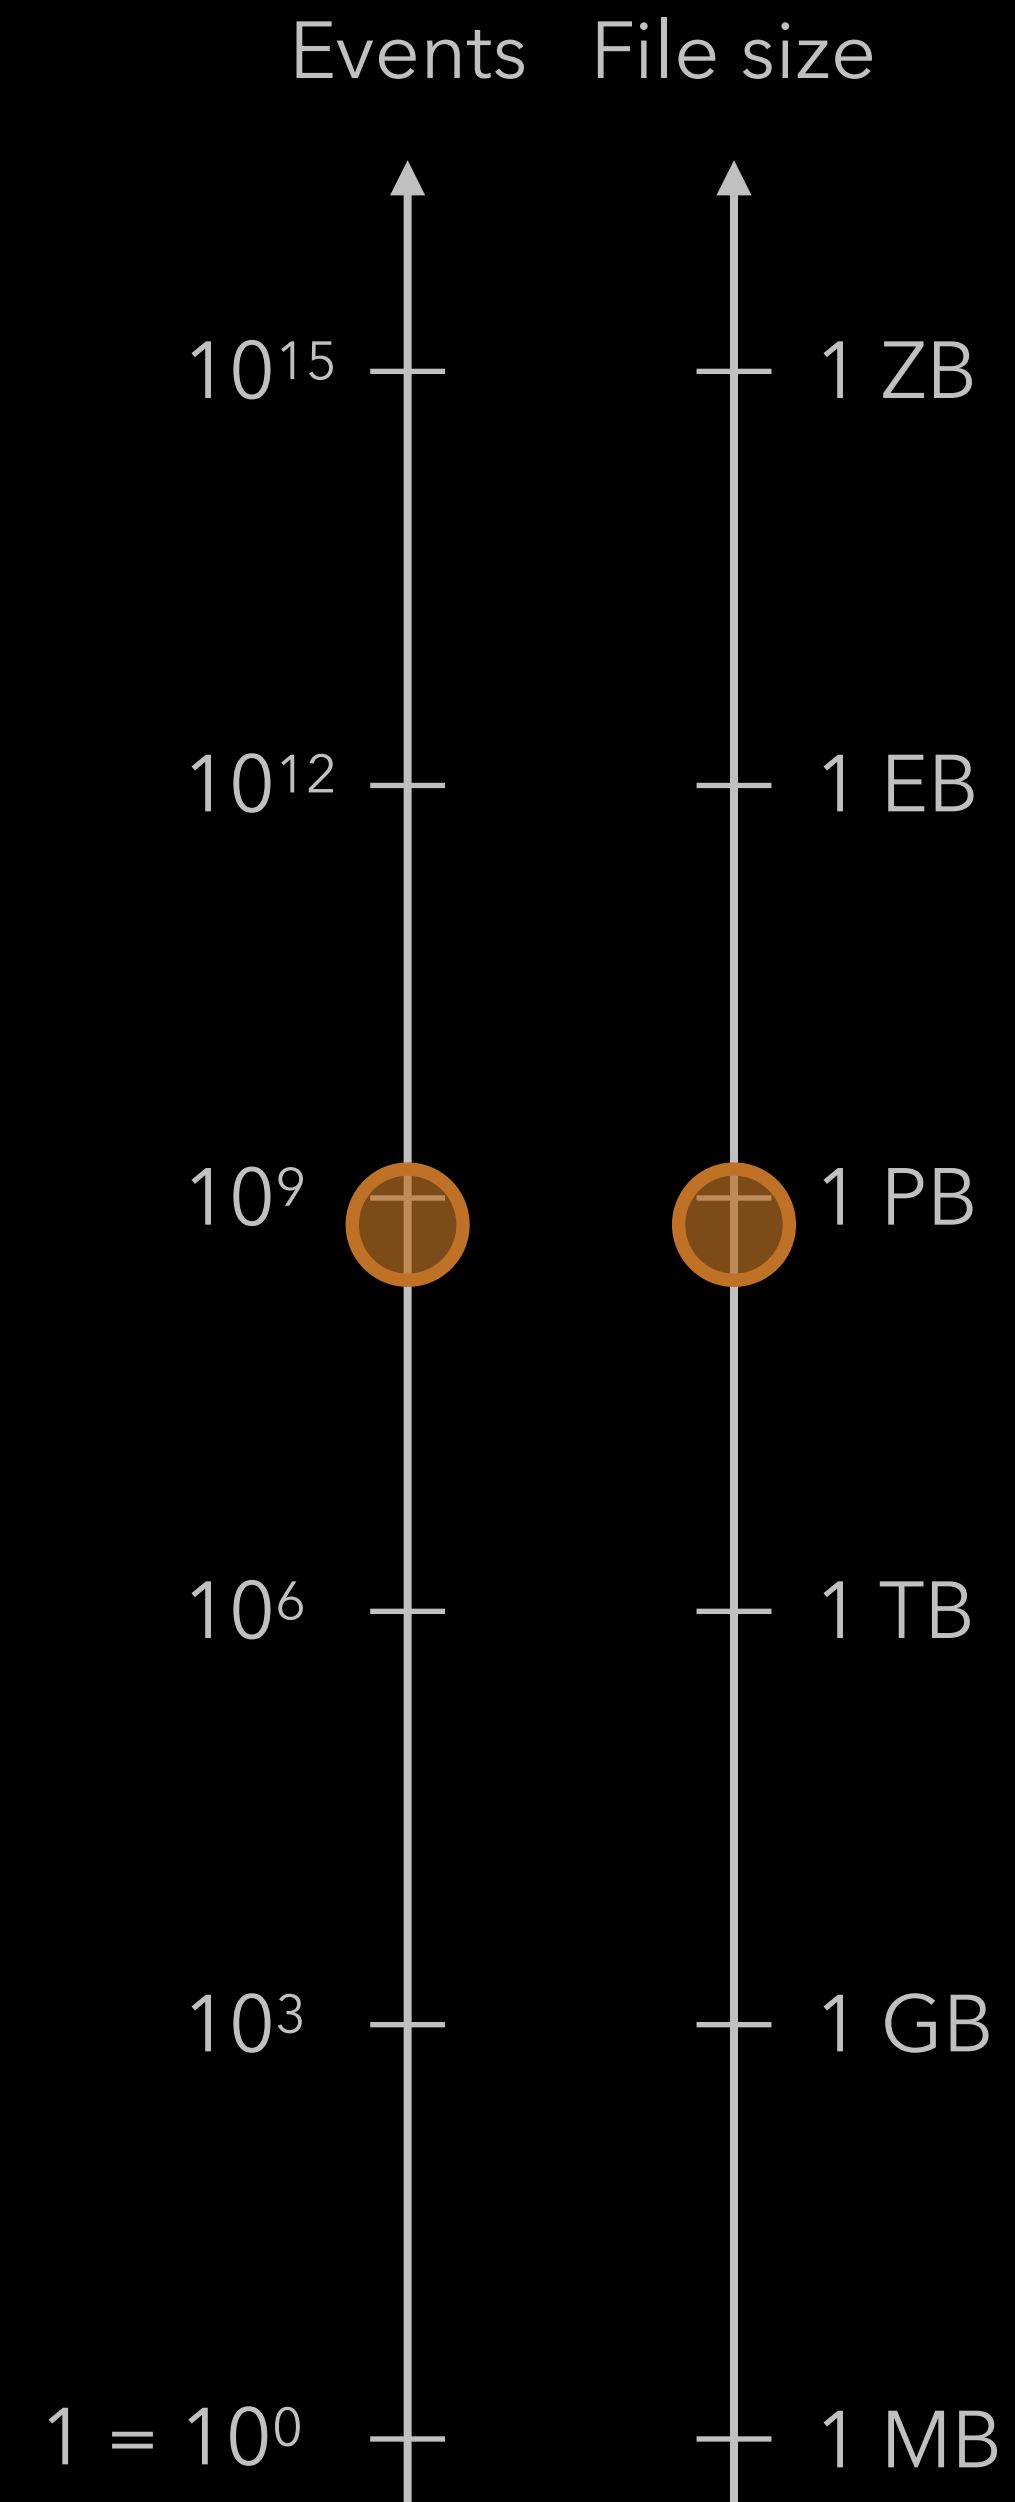 Events File size
10¹⁵ 1 ZB
10¹² 1 EB
10⁹ 1 PB
10⁶ 1 TB
10³ 1 GB
1 = 10⁰ 1 MB